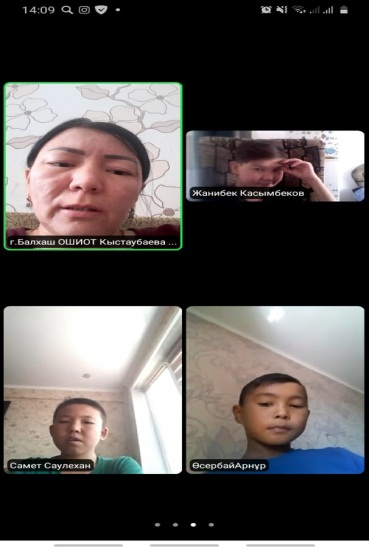 14:09
г.Балхаш ОШИОТ Кыстаубаева ...
Жанибек Касымбеков
Самет Саулехан
ӨсербайАрнұр